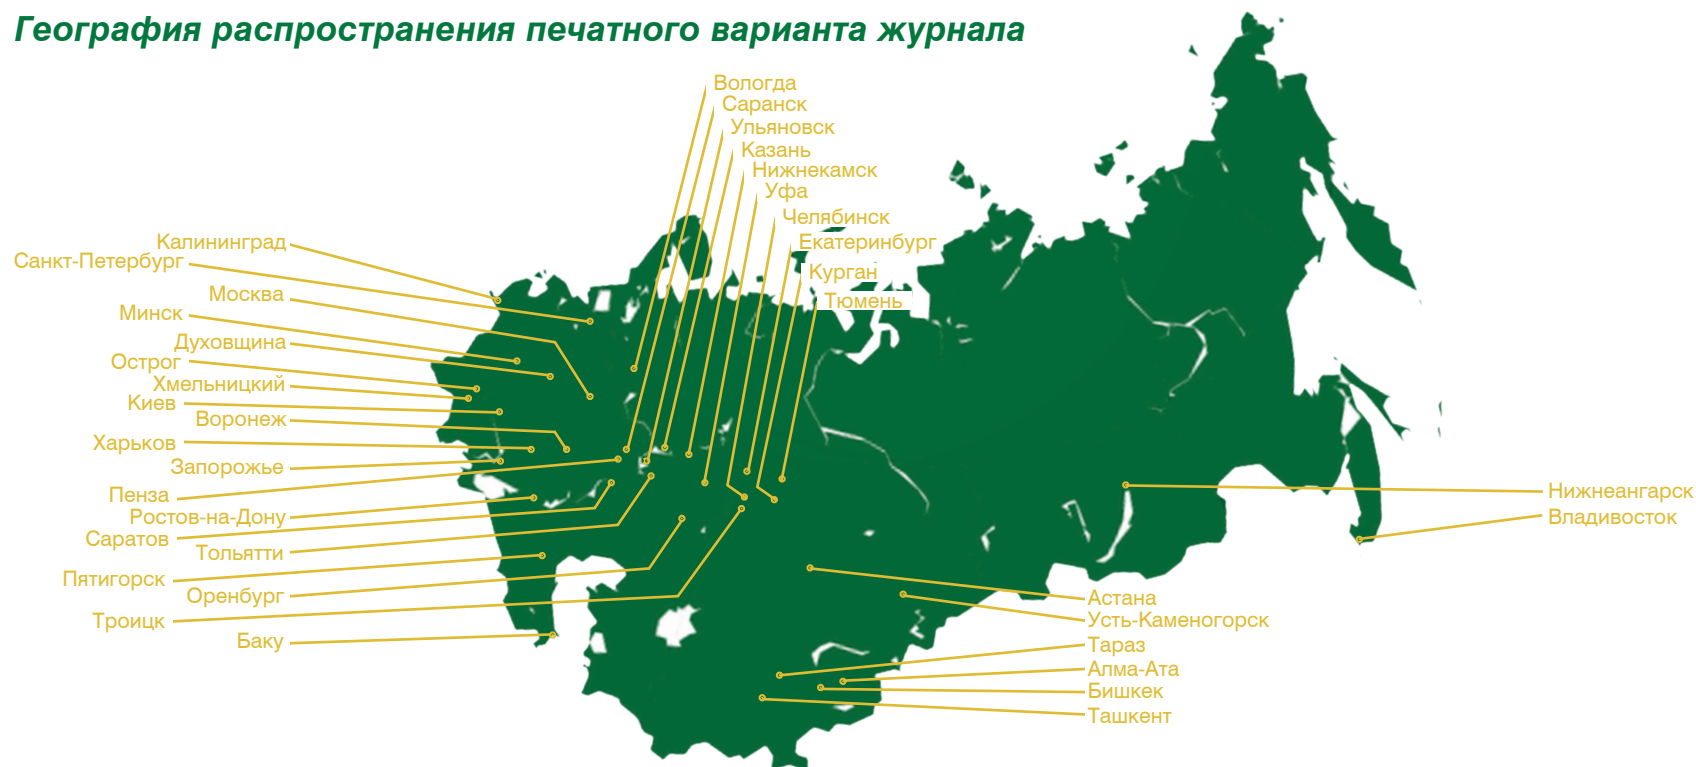 География распространения печатного варианта журнала
Вологда
Саранск
Ульяновск
Казань
Нижнекамск
Уфа
Челябинск
Екатеринбург
Курган
Тюмень
Калининград
Санкт-Петербург
Москва
Минск
Духовщина
Острог
Хмельницкий
Киев
Воронеж
Харьков
Запорожье
Пенза
Ростов-на-Дону
Саратов
Тольятти
Пятигорск
Оренбург
Троицк
Баку
Нижнеангарск
Владивосток
Астана
Усть-Каменогорск
Тараз
Алма-Ата
Бишкек
Ташкент